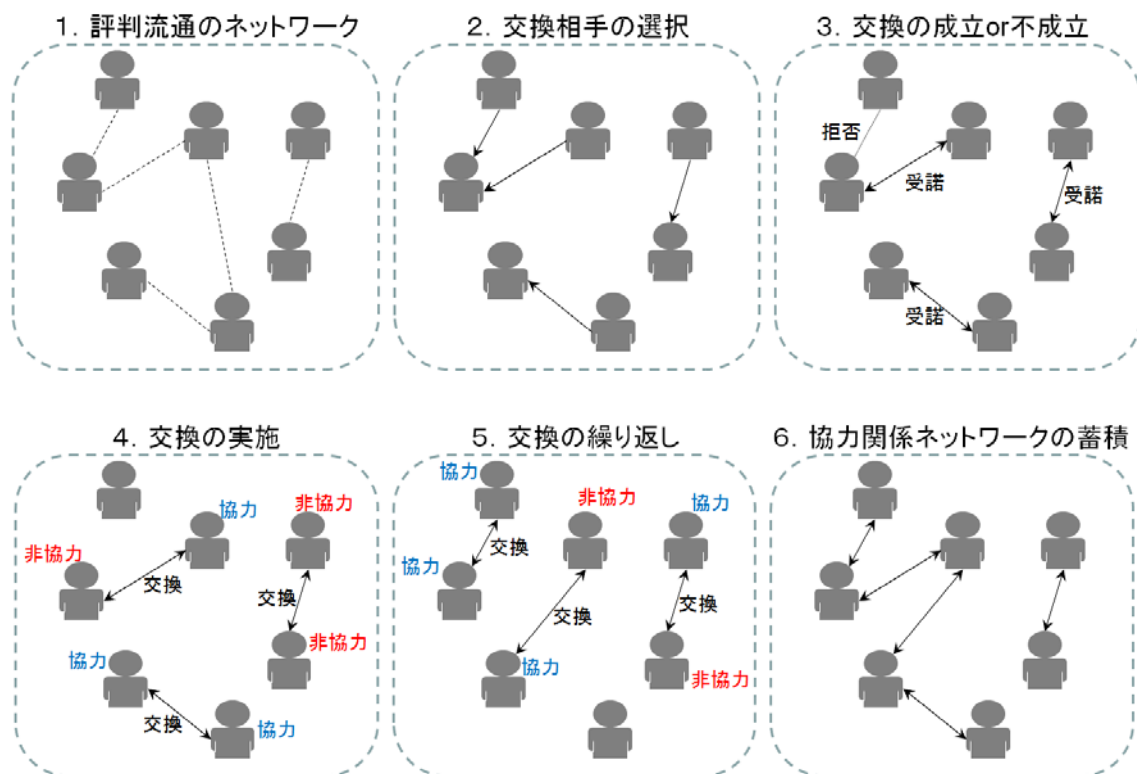 1. 評判流通のネットワーク
2. 交換相手の選択
3. 交換の成立or不成立
拒否
受諾
受諾
受諾
4. 交換の実施
協力
非協力
非協力
交換
交換
非協力
協力
交換
協力
5. 交換の繰り返し
協力
非協力
協力
交換
協力
交換
交換
協力
非協力
6. 協力関係ネットワークの蓄積